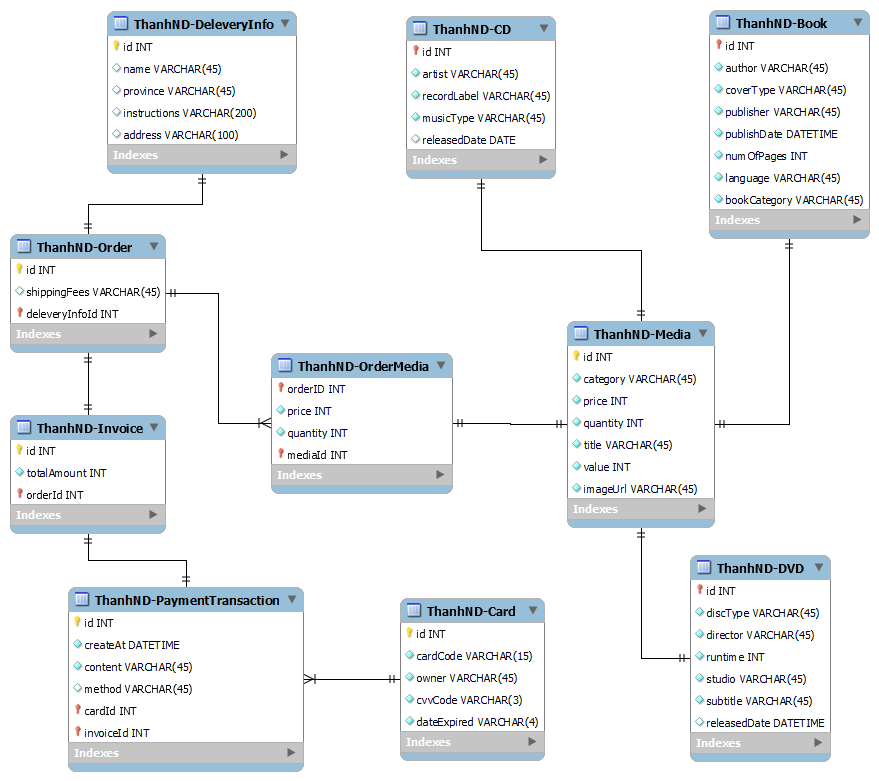 ThanhND-DeleveryInfo
id INT
name VARCHAR(45)
province VARCHAR(45)
instructions VARCHAR(200)
address VARCHAR(100)
Indexes
ThanhND-CD
id INT
artist VARCHAR(45)
recordLabel VARCHAR(45)
musicType VARCHAR(45)
releasedDate DATE
Indexes
ThanhND-Book
id INT
author VARCHAR(45)
coverType VARCHAR(45)
publisher VARCHAR(45)
publishDate DATETIME
numOfPages INT
language VARCHAR(45)
bookCategory VARCHAR(45)
Indexes
ThanhND-Order
id INT
shippingFees VARCHAR(45)
deleveryInfoId INT
Indexes
ThanhND-OrderMedia
orderID INT
price INT
quantity INT
mediaId INT
Indexes
ThanhND-Media
id INT
category VARCHAR(45)
price INT
quantity INT
title VARCHAR(45)
value INT
imageUrl VARCHAR(45)
Indexes
ThanhND-Invoice
id INT
totalAmount INT
orderId INT
Indexes
ThanhND-PaymentTransaction
id INT
createAt DATETIME
content VARCHAR(45)
method VARCHAR(45)
cardId INT
invoiceId INT
Indexes
ThanhND-Card
id INT
cardCode VARCHAR(15)
owner VARCHAR(45)
cvvCode VARCHAR(3)
dateExpired VARCHAR(4)
Indexes
ThanhND-DVD
id INT
discType VARCHAR(45)
director VARCHAR(45)
runtime INT
studio VARCHAR(45)
subtitle VARCHAR(45)
releasedDate DATETIME
Indexes